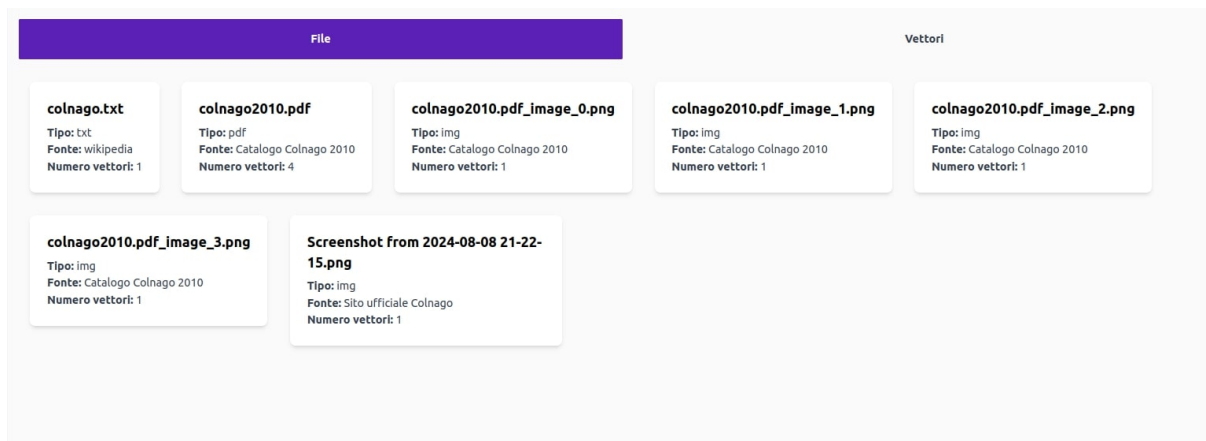 File
Vettori
colnago.txt
Tipo: txt
Fonte: wikipedia
Numero vettori: 1
colnago2010.pdf
Tipo: pdf
Fonte: Catalogo Colnago 2010
Numero vettori: 4
colnago2010.pdf_image_0.png
Tipo: img
Fonte: Catalogo Colnago 2010
Numero vettori: 1
colnago2010.pdf_image_1.png
Tipo: img
Fonte: Catalogo Colnago 2010
Numero vettori: 1
colnago2010.pdf_image_2.png
Tipo: img
Fonte: Catalogo Colnago 2010
Numero vettori: 1
colnago2010.pdf_image_3.png
Tipo: img
Fonte: Catalogo Colnago 2010
Numero vettori: 1
Screenshot from 2024-08-08 21-22-
15.png
Tipo: img
Fonte: Sito ufficiale Colnago
Numero vettori: 1